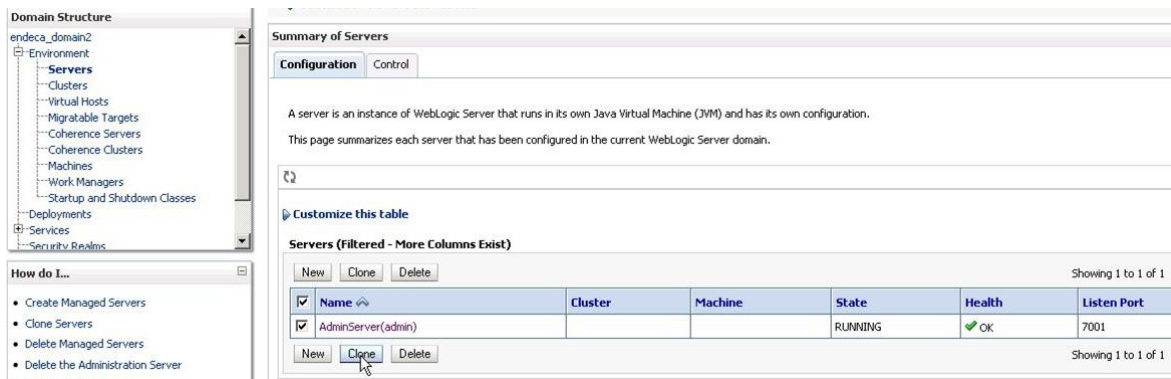 Domain Structure
endeca_domain2
Environment
Servers
Clusters
Virtual Hosts
Migratable Targets
Coherence Servers
Coherence Clusters
Machines
Work Managers
Startup and Shutdown Classes
Deployments
Services
Security Realms
How do I...
Create Managed Servers
Clone Servers
Delete Managed Servers
Delete the Administration Server
Summary of Servers
Configuration Control
A server is an instance of WebLogic Server that runs in its own Java Virtual Machine (JVM) and has its own configuration.
This page summarizes each server that has been configured in the current WebLogic Server domain.
Customize this table
Servers (Filtered - More Columns Exist)
New Clone Delete Showing 1 to 1 of 1
Name Cluster Machine State Health Listen Port
AdminServer(admin) RUNNING OK 7001
New Clone Delete Showing 1 to 1 of 1